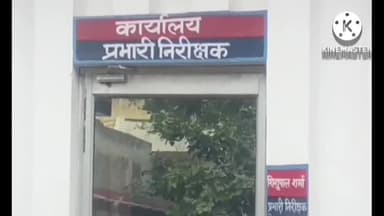 कार्यालय
प्रभारी निरीक्षक
KINEMASTER
शिशुपाल शर्मा
प्रभारी निरीक्षक